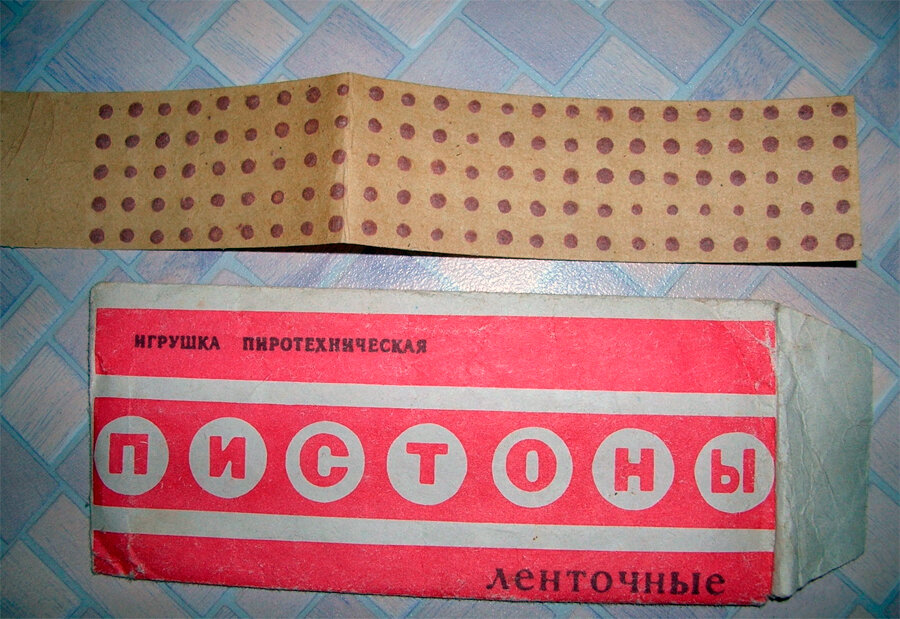 ИГРУШКА ПИРОТЕХНИЧЕСКАЯ
ПИСТОНЫ
ленточные